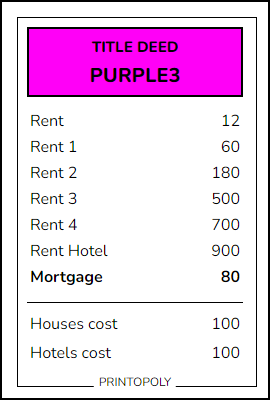 TITLE DEED
PURPLE3
Rent 12
Rent 1 60
Rent 2 180
Rent 3 500
Rent 4 700
Rent Hotel 900
Mortgage 80
Houses cost 100
Hotels cost 100
PRINTOPOLY